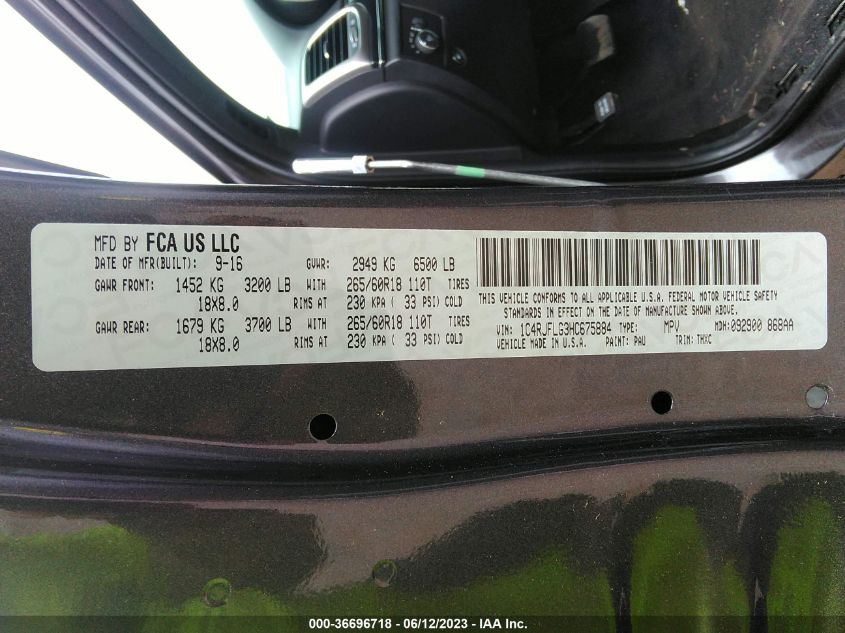 MFD BY FCA US LLC
DATE OF MFR(BUILT): 9-16 GVWR: 2949 KG 6500 LB
GAWR FRONT: 1452 KG 3200 LB WITH 265/60R18 110T TIRES
18X8.0 RIMS AT 230 KPA ( 33 PSI) COLD
GAWR REAR: 1679 KG 3700 LB WITH 265/60R18 110T TIRES
18X8.0 RIMS AT 230 KPA ( 33 PSI) COLD
THIS VEHICLE CONFORMS TO ALL APPLICABLE U.S.A. FEDERAL MOTOR VEHICLE SAFETY
STANDARDS IN EFFECT ON THE DATE OF MANUFACTURE SHOWN ABOVE.
VIN: 1C4RJFLG3HC675884 TYPE: MPV MDH:092900 868AA
VEHICLE MADE IN U.S.A. PAINT: PAU TRIM: THXC
000-36696718 - 06/12/2023 - IAA Inc.